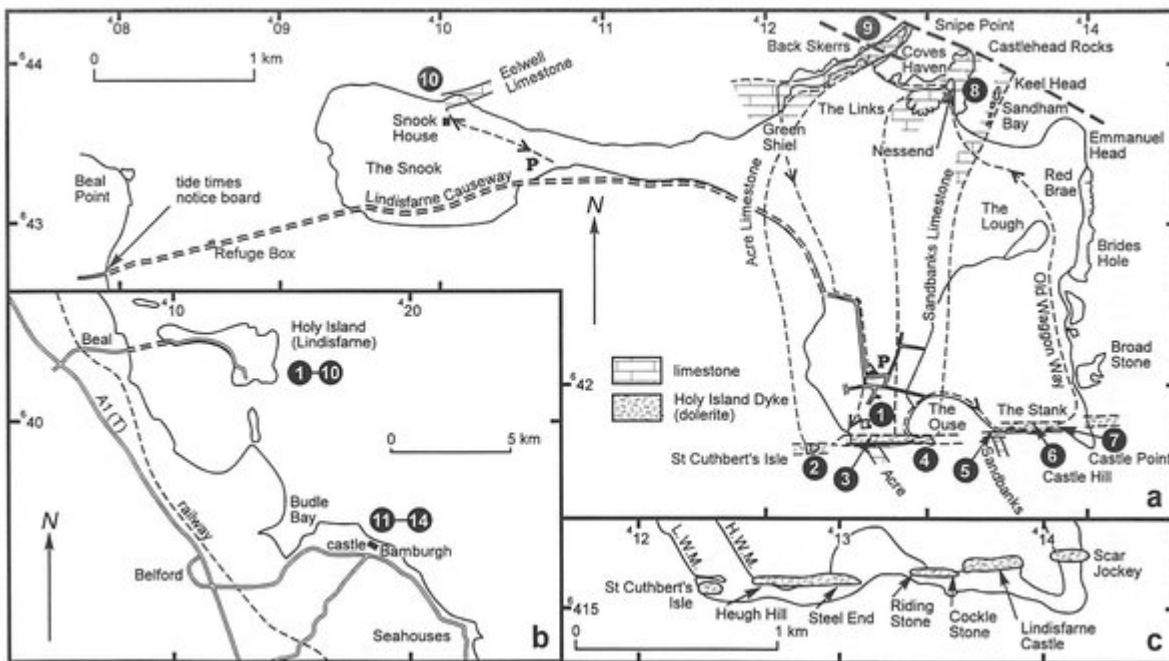 ⁴08
⁴09
⁴10
⁴11
⁴12
⁴13
⁴14
0
1 km
⁶44
⁶43
⁶42
10
Eelwell
Limestone
Snook
House
The Snook
P
Lindisfarne Causeway
Beal
Point
tide times
notice board
Refuge Box
N
9
Snipe Point
Back Skerrs
Coves
Haven
Castlehead Rocks
Keel Head
8
The Links
Sandham
Bay
Green
Shiel
Nessend
Emmanuel
Head
Red
Brae
The
Lough
Brides
Hole
Acre Limestone
Sandbanks Limestone
Old Waggon Way
Broad
Stone
P
limestone
Holy Island Dyke
(dolerite)
1
The
Ouse
The Stank
St Cuthbert's Isle
2
3
Acre
4
5
Sandbanks
6
7
Castle Point
Castle Hill
a
⁴10
⁴20
Beal
Holy Island
(Lindisfarne)
1–10
⁶40
A1 (T)
railway
0
5 km
N
Budle
Bay
11–14
castle
Bamburgh
Belford
Seahouses
b
⁴12
⁴13
⁴14
L.W.M.
H.W.M.
St Cuthbert's
Isle
Heugh Hill
Steel End
Riding
Stone
Cockle
Stone
Lindisfarne
Castle
Scar
Jockey
⁶415
0
1 km
c